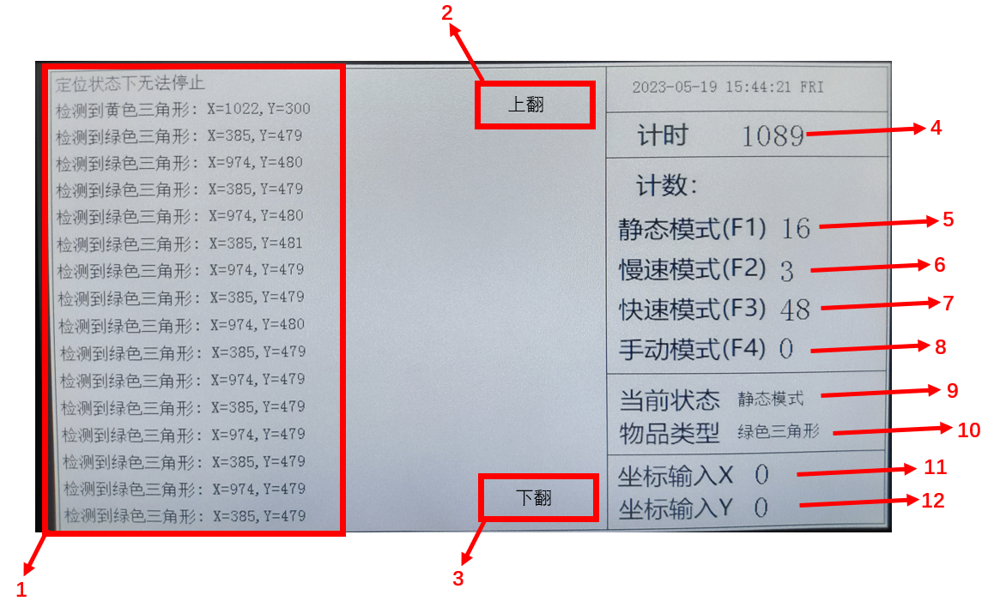 2
定位状态下无法停止
检测到黄色三角形: X=1022,Y=300
检测到绿色三角形: X=385,Y=479
检测到绿色三角形: X=974,Y=480
检测到绿色三角形: X=385,Y=479
检测到绿色三角形: X=974,Y=480
检测到绿色三角形: X=385,Y=481
检测到绿色三角形: X=974,Y=479
检测到绿色三角形: X=385,Y=479
检测到绿色三角形: X=974,Y=480
检测到绿色三角形: X=385,Y=479
检测到绿色三角形: X=974,Y=479
检测到绿色三角形: X=385,Y=479
检测到绿色三角形: X=974,Y=479
检测到绿色三角形: X=385,Y=479
检测到绿色三角形: X=974,Y=479
检测到绿色三角形: X=385,Y=479
1
上翻
下翻
3
2023-05-19 15:44:21 FRI
计时 1089 4
计数:
静态模式(F1) 16 5
慢速模式(F2) 3 6
快速模式(F3) 48 7
手动模式(F4) 0 8
当前状态 静态模式 9
物品类型 绿色三角形 10
坐标输入X 0 11
坐标输入Y 0 12